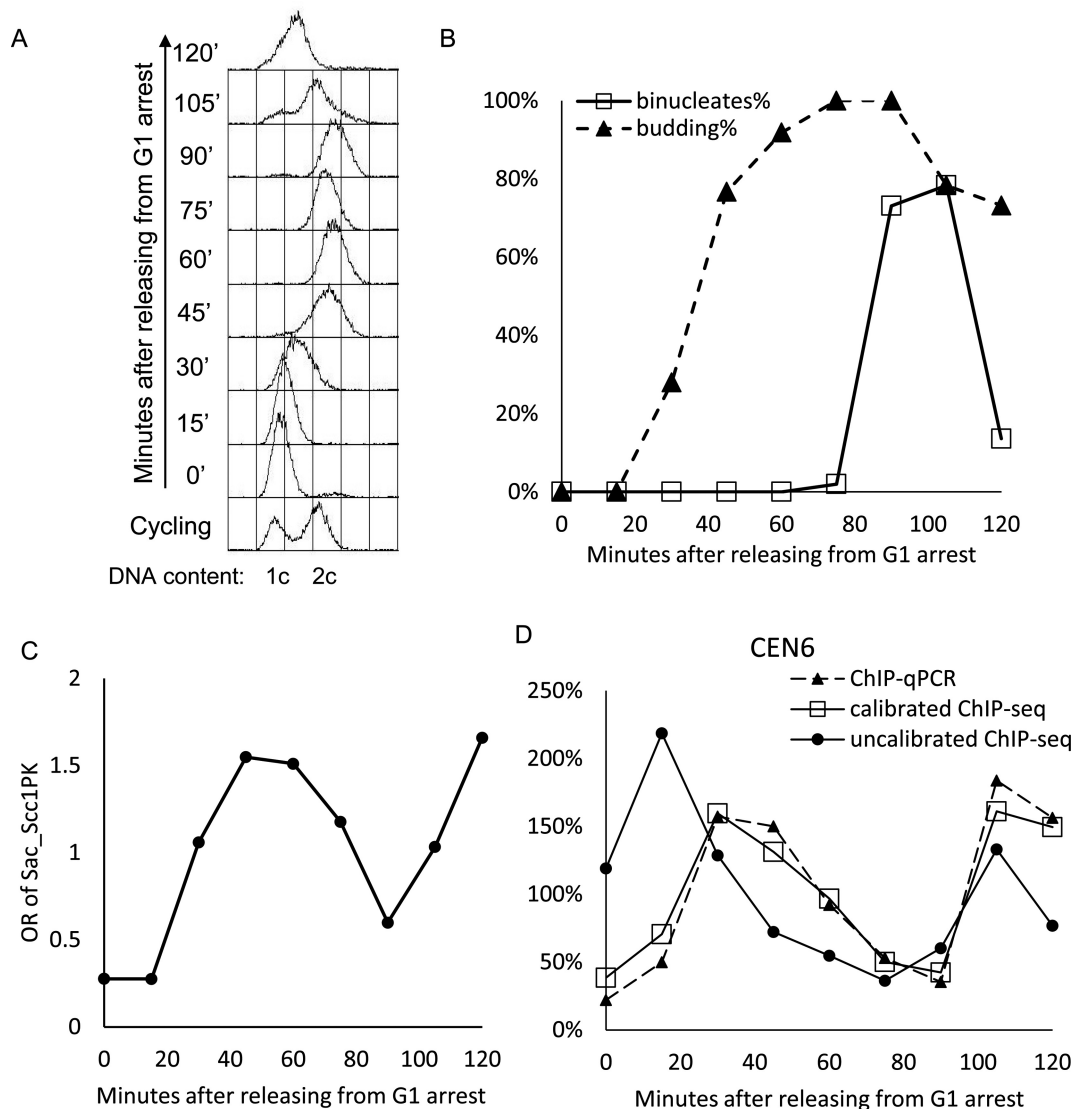 A
Minutes after releasing from G1 arrest
120’
105’
90’
75’
60’
45’
30’
15’
0’
Cycling
DNA content: 1c 2c
B
binucleates%
budding%
100%
80%
60%
40%
20%
0%
0 20 40 60 80 100 120
Minutes after releasing from G1 arrest
C
OR of Sac_Scc1PK
2
1.5
1
0.5
0
0 20 40 60 80 100 120
Minutes after releasing from G1 arrest
D
CEN6
ChIP-qPCR
calibrated ChIP-seq
uncalibrated ChIP-seq
250%
200%
150%
100%
50%
0%
0 20 40 60 80 100 120
Minutes after releasing from G1 arrest